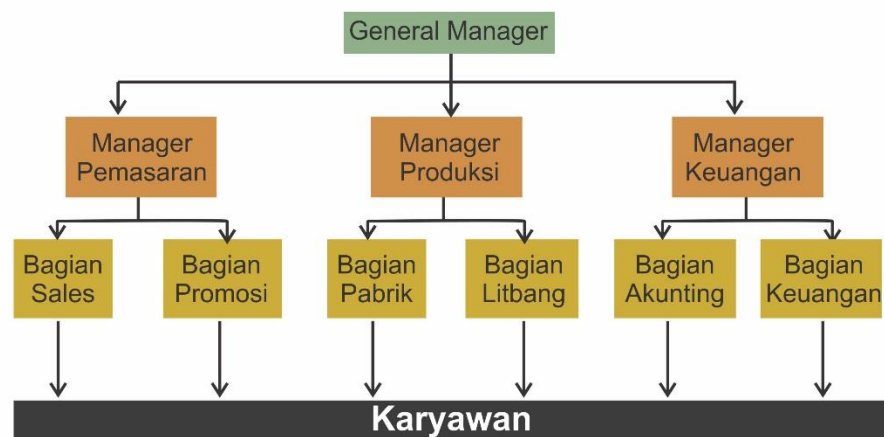 General Manager
Manager
Pemasaran
Manager
Produksi
Manager
Keuangan
Bagian
Sales
Bagian
Promosi
Bagian
Pabrik
Bagian
Litbang
Bagian
Akunting
Bagian
Keuangan
Karyawan